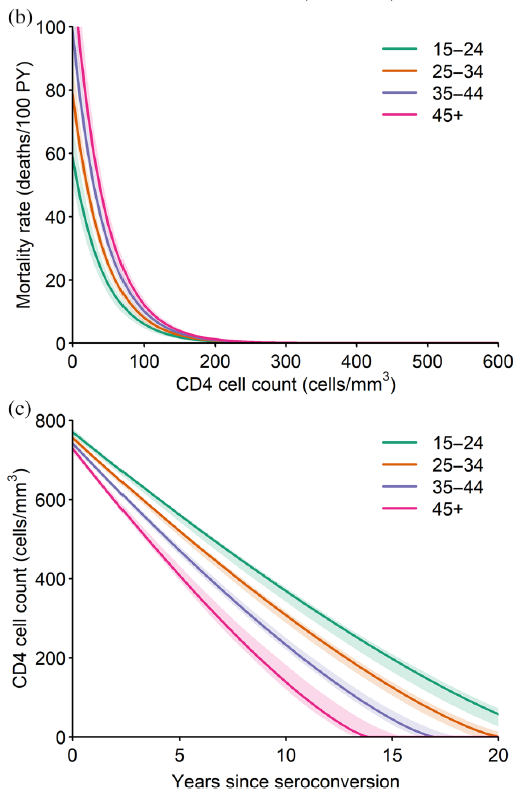 (b)
100
80
60
40
20
0
Mortality rate (deaths/100 PY)
15–24
25–34
35–44
45+
0 100 200 300 400 500 600
CD4 cell count (cells/mm³)
(c)
800
600
400
200
0
CD4 cell count (cells/mm³)
15–24
25–34
35–44
45+
0 5 10 15 20
Years since seroconversion